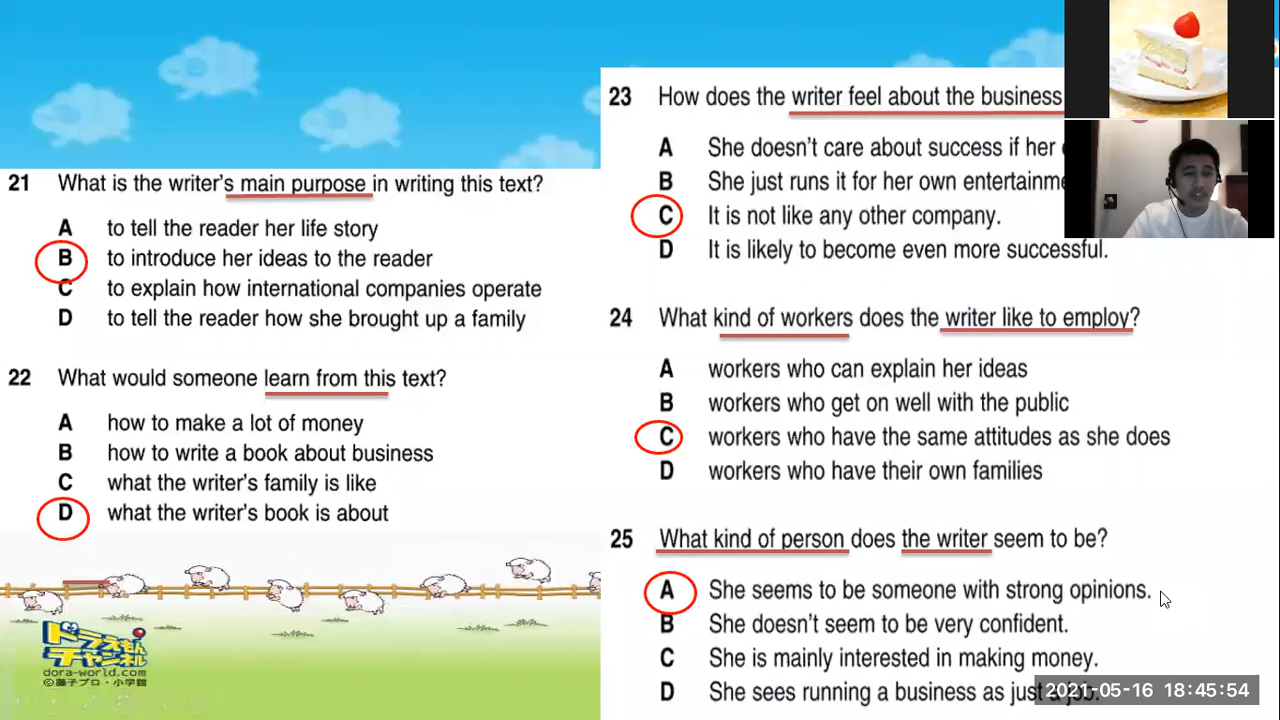 21 What is the writer's main purpose in writing this text?
A to tell the reader her life story
B to introduce her ideas to the reader
C to explain how international companies operate
D to tell the reader how she brought up a family
22 What would someone learn from this text?
A how to make a lot of money
B how to write a book about business
C what the writer's family is like
D what the writer's book is about
ドラえもん
チャンネル
dora-world.com
©藤子プロ・小学館
23 How does the writer feel about the business
A She doesn't care about success if her
B She just runs it for her own
C It is not like any other company.
D It is likely to become even more successful.
24 What kind of workers does the writer like to employ?
A workers who can explain her ideas
B workers who get on well with the public
C workers who have the same attitudes as she does
D workers who have their own families
25 What kind of person does the writer seem to be?
A She seems to be someone with strong opinions.
B She doesn't seem to be very confident.
C She is mainly interested in making money.
D She sees running a business as just a job.
2021-05-16 18:45:54